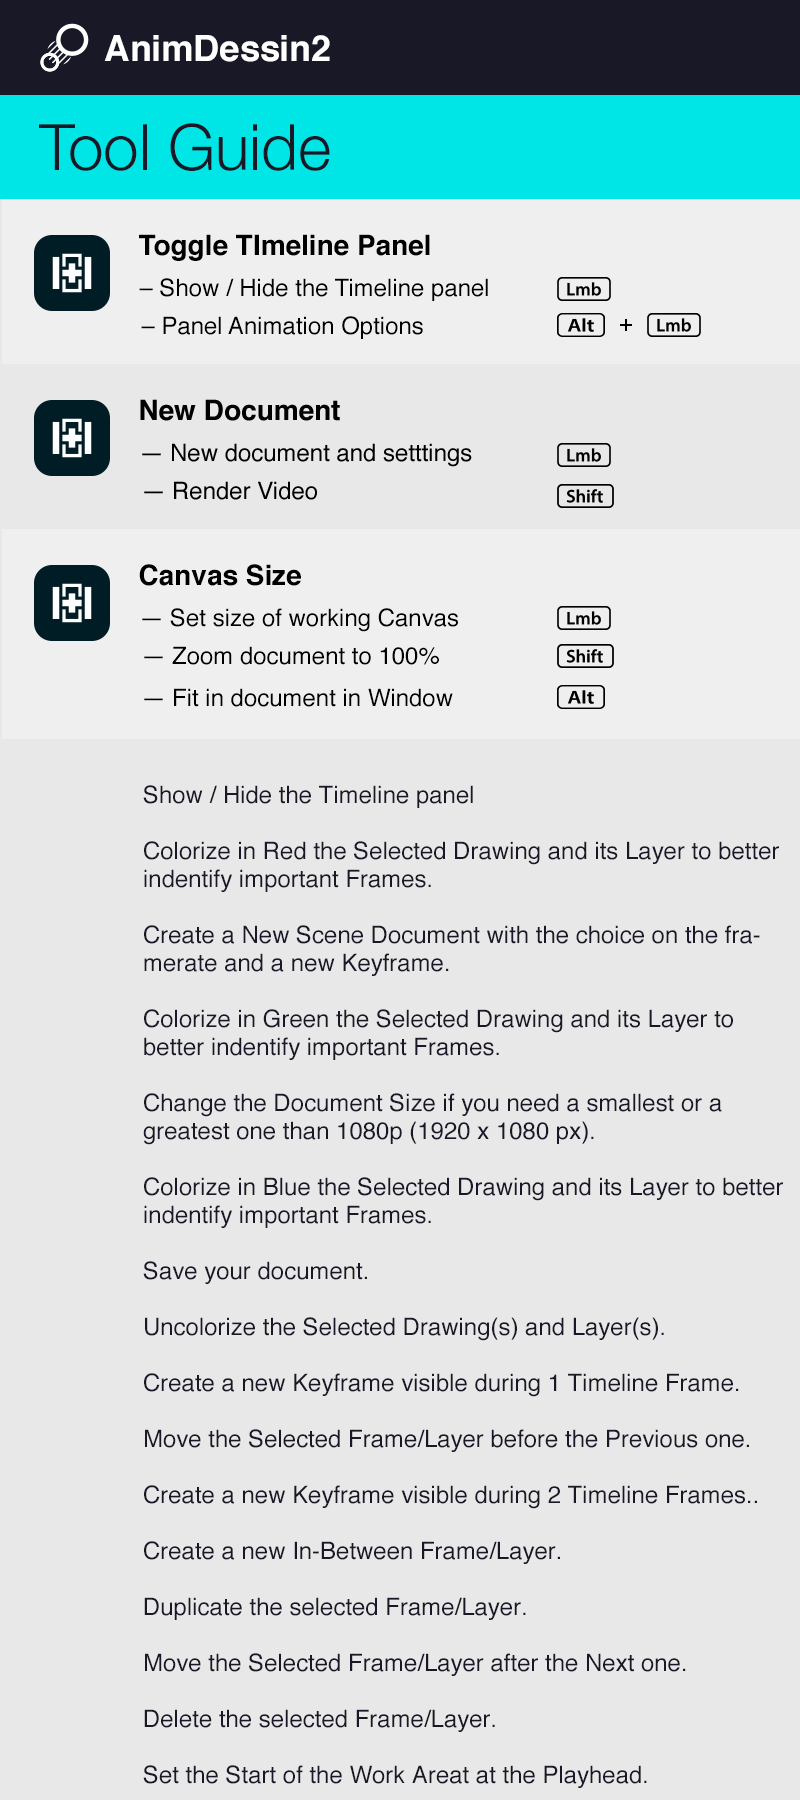 AnimDessin2
Tool Guide
Toggle TImeline Panel
– Show / Hide the Timeline panel Lmb
– Panel Animation Options Alt + Lmb
New Document
— New document and setttings Lmb
— Render Video Shift
Canvas Size
— Set size of working Canvas Lmb
— Zoom document to 100% Shift
— Fit in document in Window Alt
Show / Hide the Timeline panel
Colorize in Red the Selected Drawing and its Layer to better
indentify important Frames.
Create a New Scene Document with the choice on the fra-
merate and a new Keyframe.
Colorize in Green the Selected Drawing and its Layer to
better indentify important Frames.
Change the Document Size if you need a smallest or a
greatest one than 1080p (1920 x 1080 px).
Colorize in Blue the Selected Drawing and its Layer to better
indentify important Frames.
Save your document.
Uncolorize the Selected Drawing(s) and Layer(s).
Create a new Keyframe visible during 1 Timeline Frame.
Move the Selected Frame/Layer before the Previous one.
Create a new Keyframe visible during 2 Timeline Frames..
Create a new In-Between Frame/Layer.
Duplicate the selected Frame/Layer.
Move the Selected Frame/Layer after the Next one.
Delete the selected Frame/Layer.
Set the Start of the Work Areat at the Playhead.